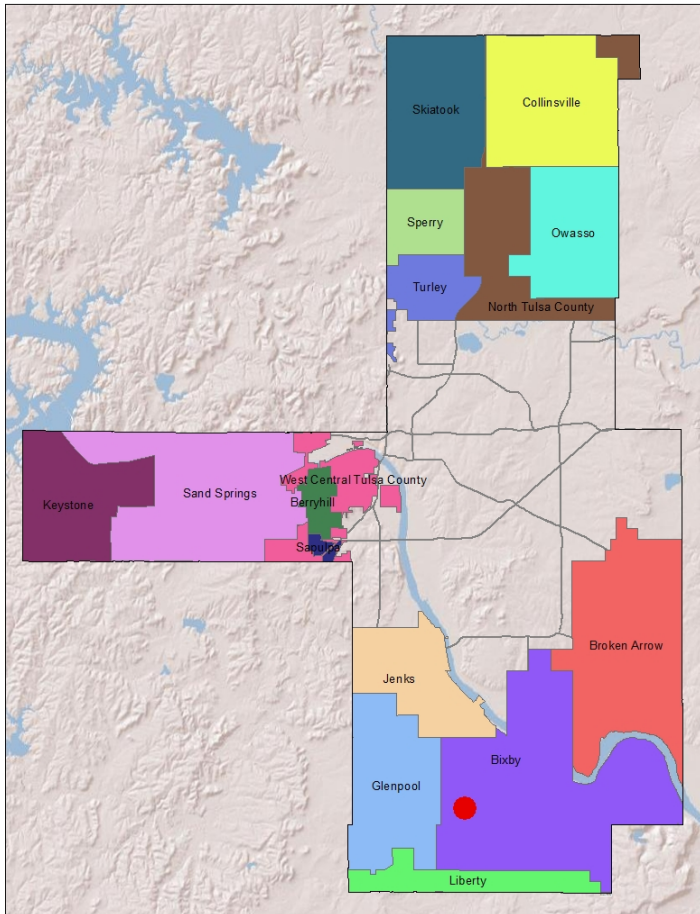 Skiatook
Collinsville
Sperry
Owasso
Turley
North Tulsa County
West Central Tulsa County
Sand Springs
Berryhill
Keystone
Sapulpa
Broken Arrow
Jenks
Bixby
Glenpool
Liberty